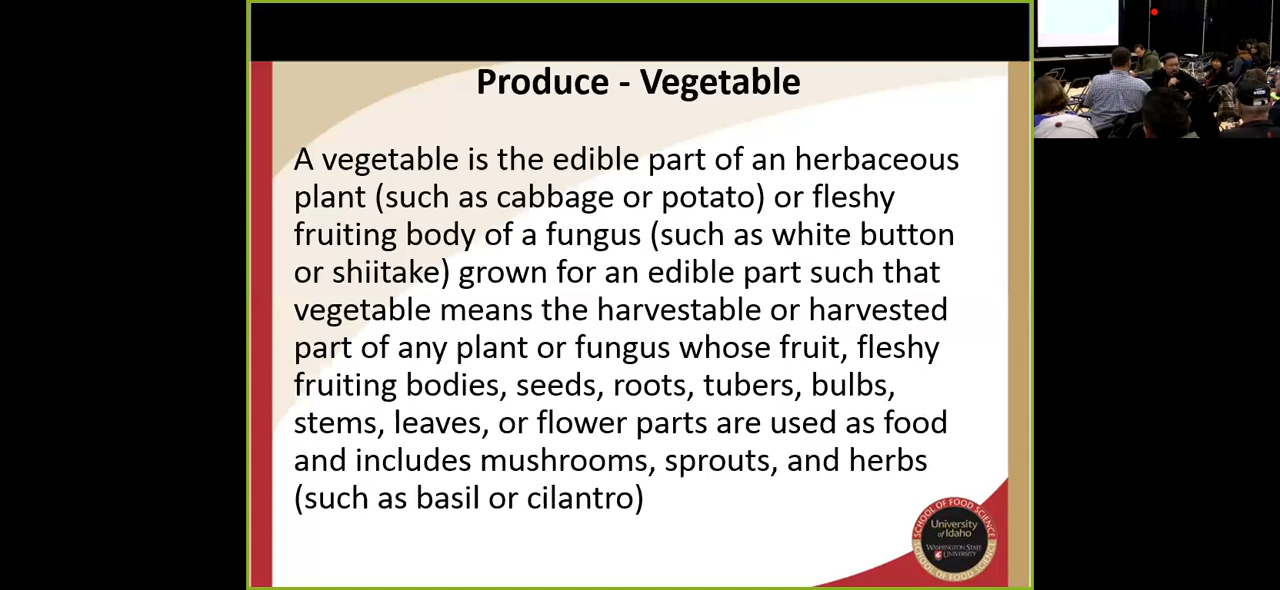 Produce - Vegetable
A vegetable is the edible part of an herbaceous
plant (such as cabbage or potato) or fleshy
fruiting body of a fungus (such as white button
or shiitake) grown for an edible part such that
vegetable means the harvestable or harvested
part of any plant or fungus whose fruit, fleshy
fruiting bodies, seeds, roots, tubers, bulbs,
stems, leaves, or flower parts are used as food
and includes mushrooms, sprouts, and herbs
(such as basil or cilantro)
SCHOOL OF FOOD SCIENCE
University
of Idaho
WASHINGTON STATE
UNIVERSITY
SCHOOL OF FOOD SCIENCE